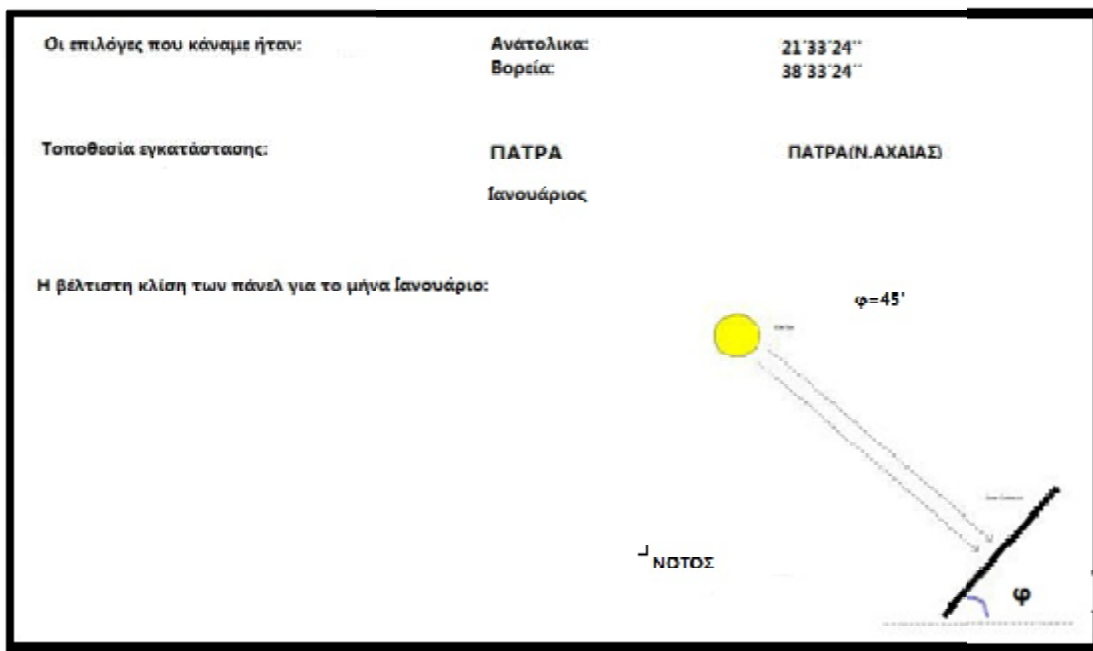 Οι επιλόγες που κάναμε ήταν: Ανάτολικα: 21΄33΄24΄΄
Βορεία: 38΄33΄24΄΄
Τοποθεσία εγκατάστασης: ΠΑΤΡΑ ΠΑΤΡΑ(Ν.ΑΧΑΙΑΣ)
Ιανουάριος
Η βέλτιστη κλίση των πάνελ για το μήνα Ιανουάριο:
φ=45'
ΝΟΤΟΣ
φ